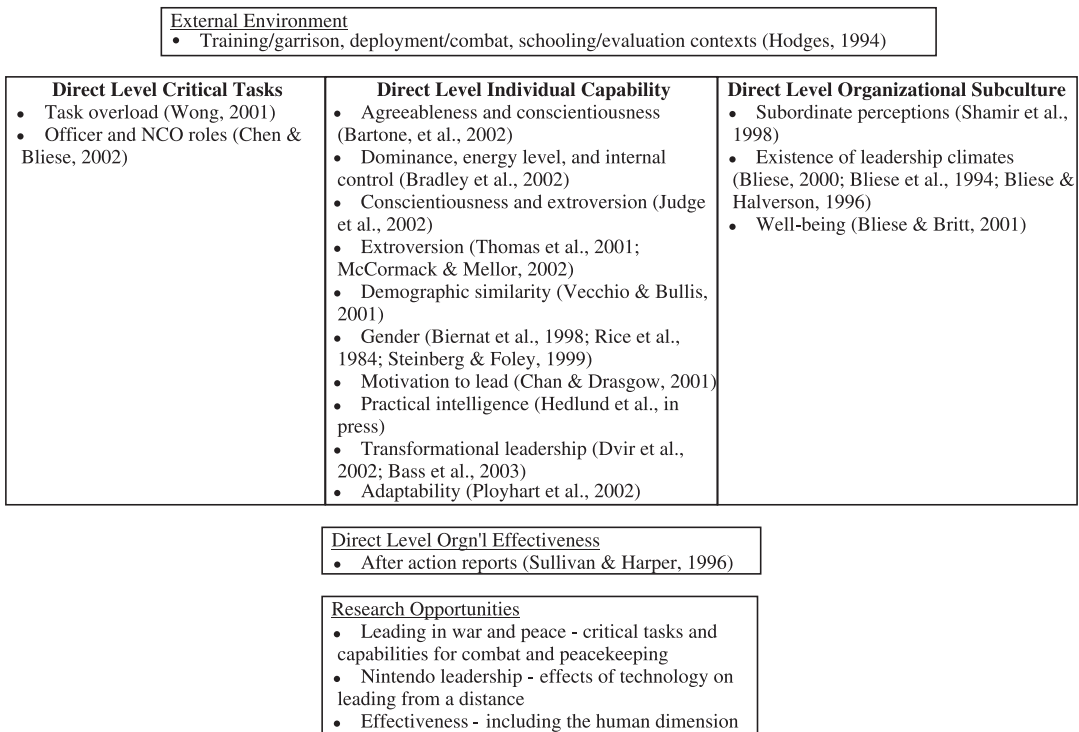 External Environment
• Training/garrison, deployment/combat, schooling/evaluation contexts (Hodges, 1994)
Direct Level Critical Tasks
• Task overload (Wong, 2001)
• Officer and NCO roles (Chen &
Bliese, 2002)
Direct Level Individual Capability
• Agreeableness and conscientiousness
(Bartone, et al., 2002)
• Dominance, energy level, and internal
control (Bradley et al., 2002)
• Conscientiousness and extroversion (Judge
et al., 2002)
• Extroversion (Thomas et al., 2001;
McCormack & Mellor, 2002)
• Demographic similarity (Vecchio & Bullis,
2001)
• Gender (Biernat et al., 1998; Rice et al.,
1984; Steinberg & Foley, 1999)
• Motivation to lead (Chan & Drasgow, 2001)
• Practical intelligence (Hedlund et al., in
press)
• Transformational leadership (Dvir et al.,
2002; Bass et al., 2003)
• Adaptability (Ployhart et al., 2002)
Direct Level Organizational Subculture
• Subordinate perceptions (Shamir et al.,
1998)
• Existence of leadership climates
(Bliese, 2000; Bliese et al., 1994; Bliese &
Halverson, 1996)
• Well-being (Bliese & Britt, 2001)
Direct Level Orgn'l Effectiveness
• After action reports (Sullivan & Harper, 1996)
Research Opportunities
• Leading in war and peace - critical tasks and
capabilities for combat and peacekeeping
• Nintendo leadership - effects of technology on
leading from a distance
• Effectiveness - including the human dimension